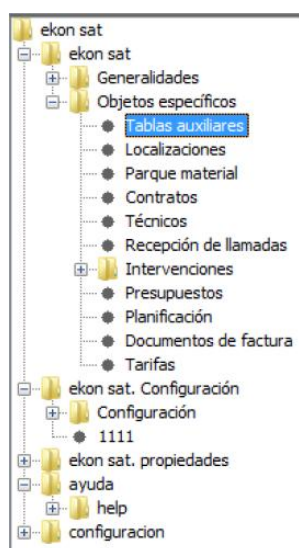 ekon sat
ekon sat
Generalidades
Objetos específicos
Tablas auxiliares
Localizaciones
Parque material
Contratos
Técnicos
Recepción de llamadas
Intervenciones
Presupuestos
Planificación
Documentos de factura
Tarifas
ekon sat. Configuración
Configuración
1111
ekon sat. propiedades
ayuda
help
configuracion